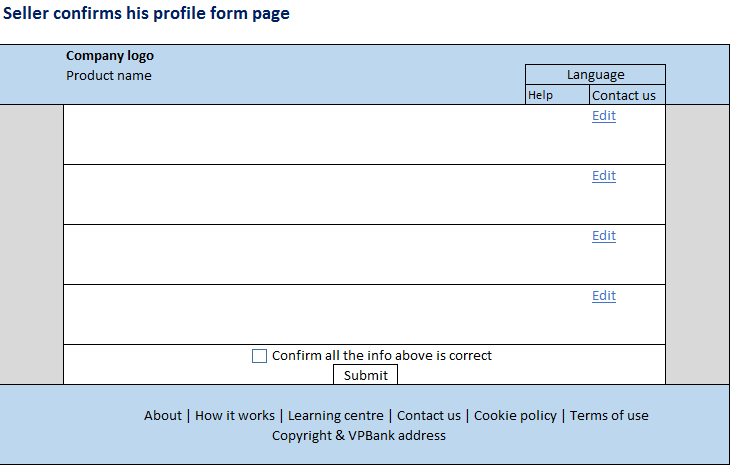 Seller confirms his profile form page
Company logo
Product name
Language
Help
Contact us
Edit
Edit
Edit
Edit
Confirm all the info above is correct
Submit
About | How it works | Learning centre | Contact us | Cookie policy | Terms of use
Copyright & VPBank address